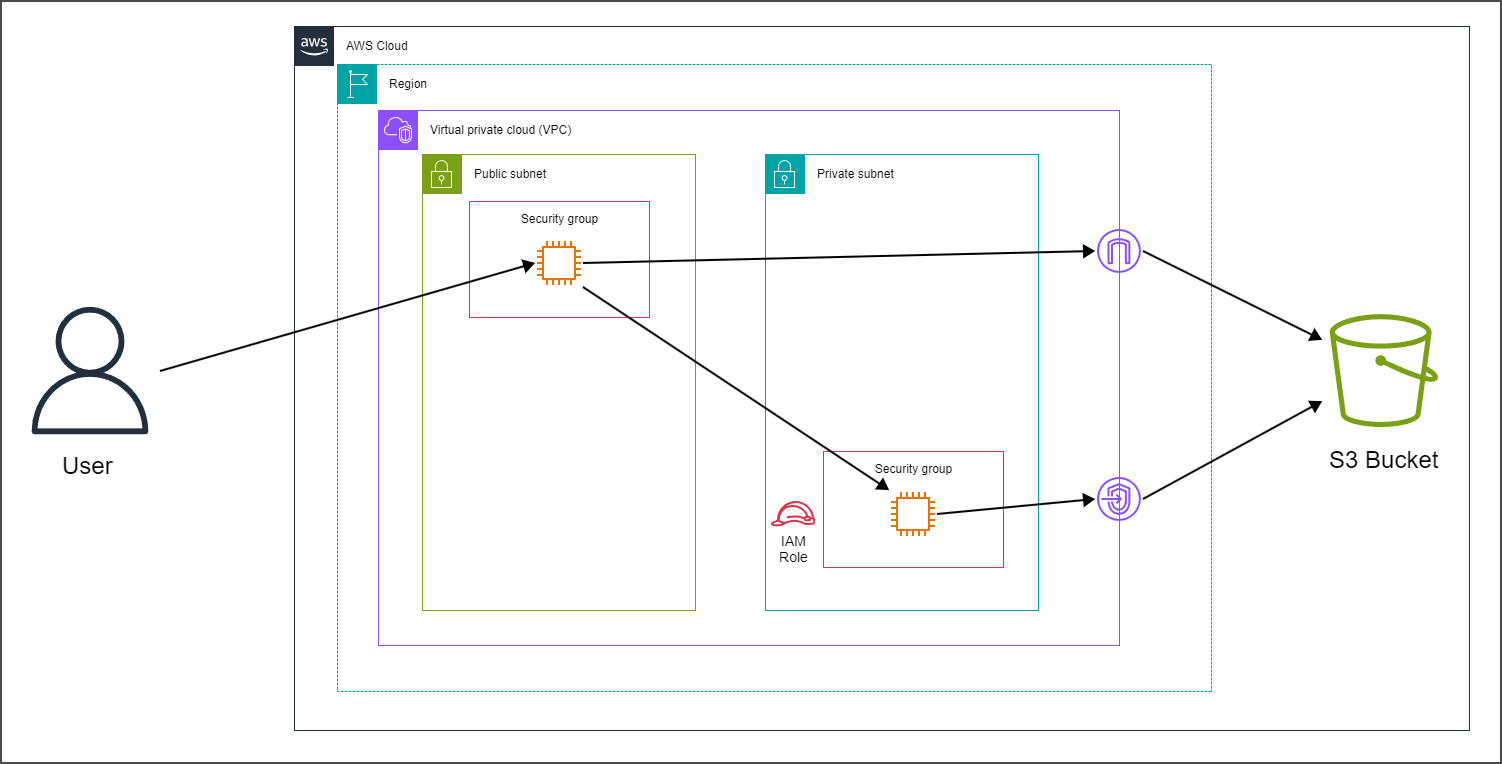 aws
AWS Cloud
Region
Virtual private cloud (VPC)
Public subnet
Private subnet
Security group
User
S3 Bucket
Security group
IAM
Role